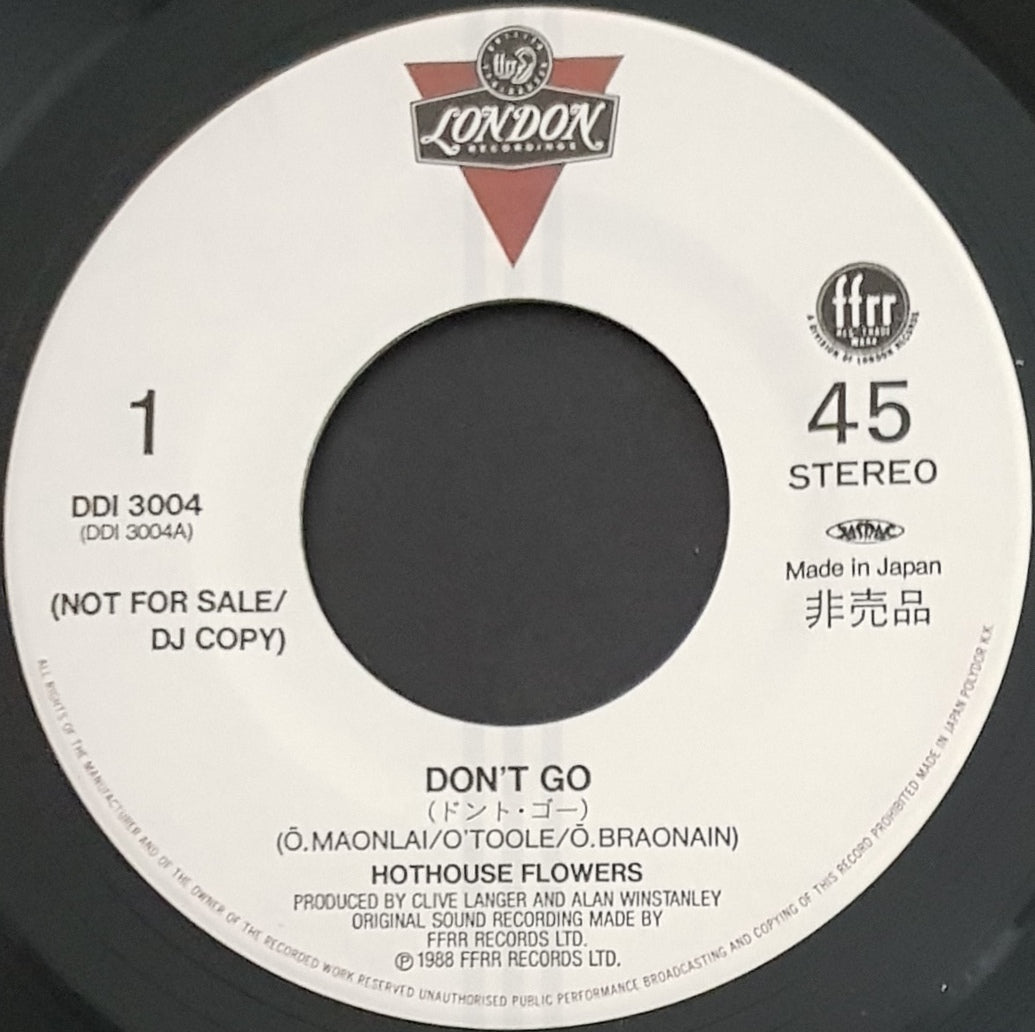 LONDON
RECORDINGS
ffrr
A DIVISION OF LONDON RECORDS
1
45
STEREO
DDI 3004
(DDI 3004A)
JASRAC
Made in Japan
非売品
(NOT FOR SALE/
DJ COPY)
DON'T GO
(ドント・ゴー)
(Ō.MAONLAI/O'TOOLE/Ō.BRAONAIN)
HOTHOUSE FLOWERS
PRODUCED BY CLIVE LANGER AND ALAN WINSTANLEY
ORIGINAL SOUND RECORDING MADE BY
FFRR RECORDS LTD.
℗ 1988 FFRR RECORDS LTD.
ALL RIGHTS OF THE MANUFACTURER AND OF THE OWNER OF THE RECORDED WORK RESERVED UNAUTHORISED PUBLIC PERFORMANCE BROADCASTING AND COPYING OF THIS RECORD PROHIBITED MADE IN JAPAN POLYDOR K.K.